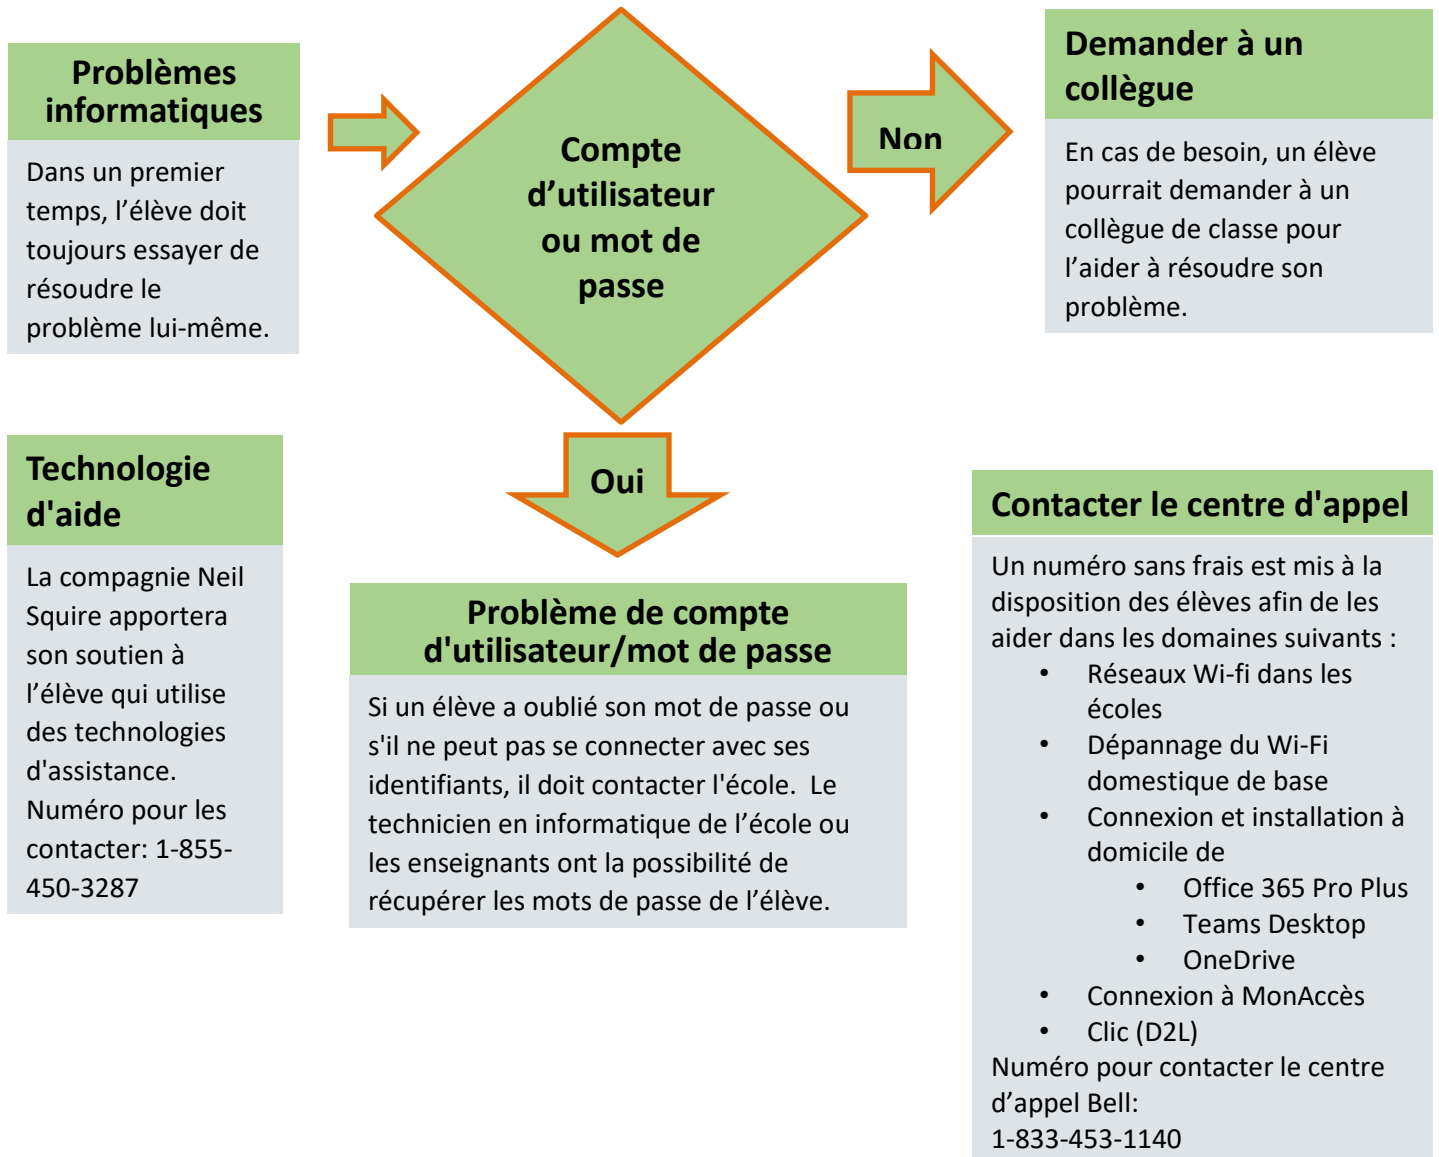 Problèmes
informatiques
Dans un premier
temps, l’élève doit
toujours essayer de
résoudre le
problème lui-même.
Compte
d’utilisateur
ou mot de
passe
Non
Demander à un
collègue
En cas de besoin, un élève
pourrait demander à un
collègue de classe pour
l’aider à résoudre son
problème.
Oui
Technologie
d'aide
La compagnie Neil
Squire apportera
son soutien à
l’élève qui utilise
des technologies
d'assistance.
Numéro pour les
contacter: 1-855-
450-3287
Problème de compte
d'utilisateur/mot de passe
Si un élève a oublié son mot de passe ou
s'il ne peut pas se connecter avec ses
identifiants, il doit contacter l'école.  Le
technicien en informatique de l’école ou
les enseignants ont la possibilité de
récupérer les mots de passe de l’élève.
Contacter le centre d'appel
Un numéro sans frais est mis à la
disposition des élèves afin de les
aider dans les domaines suivants :
• Réseaux Wi-fi dans les
écoles
• Dépannage du Wi-Fi
domestique de base
• Connexion et installation à
domicile de
• Office 365 Pro Plus
• Teams Desktop
• OneDrive
• Connexion à MonAccès
• Clic (D2L)
Numéro pour contacter le centre
d’appel Bell:
1-833-453-1140